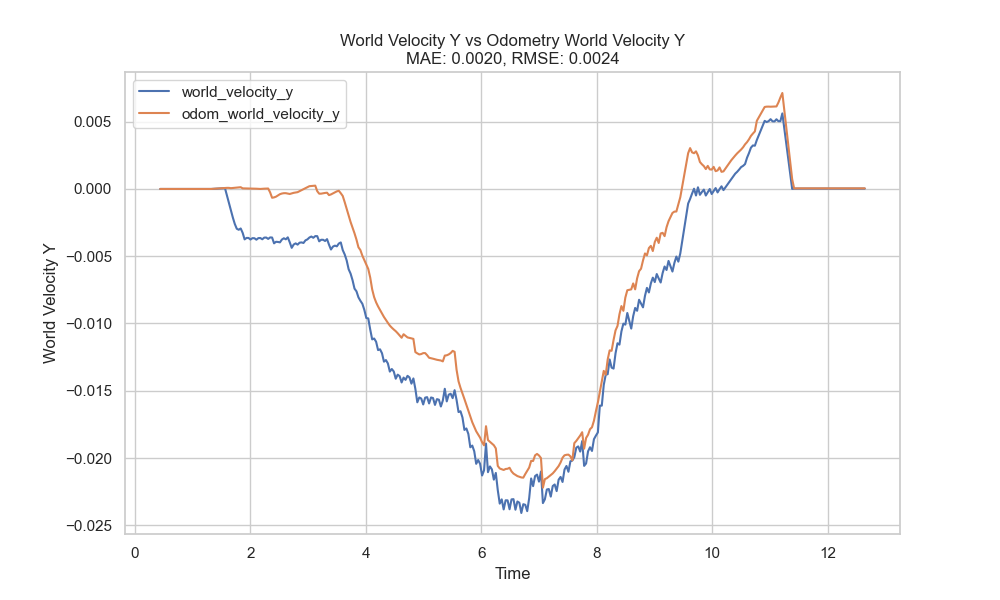 World Velocity Y vs Odometry World Velocity Y
MAE: 0.0020, RMSE: 0.0024
world_velocity_y
odom_world_velocity_y
0.005
0.000
−0.005
−0.010
−0.015
−0.020
−0.025
World Velocity Y
0 2 4 6 8 10 12
Time